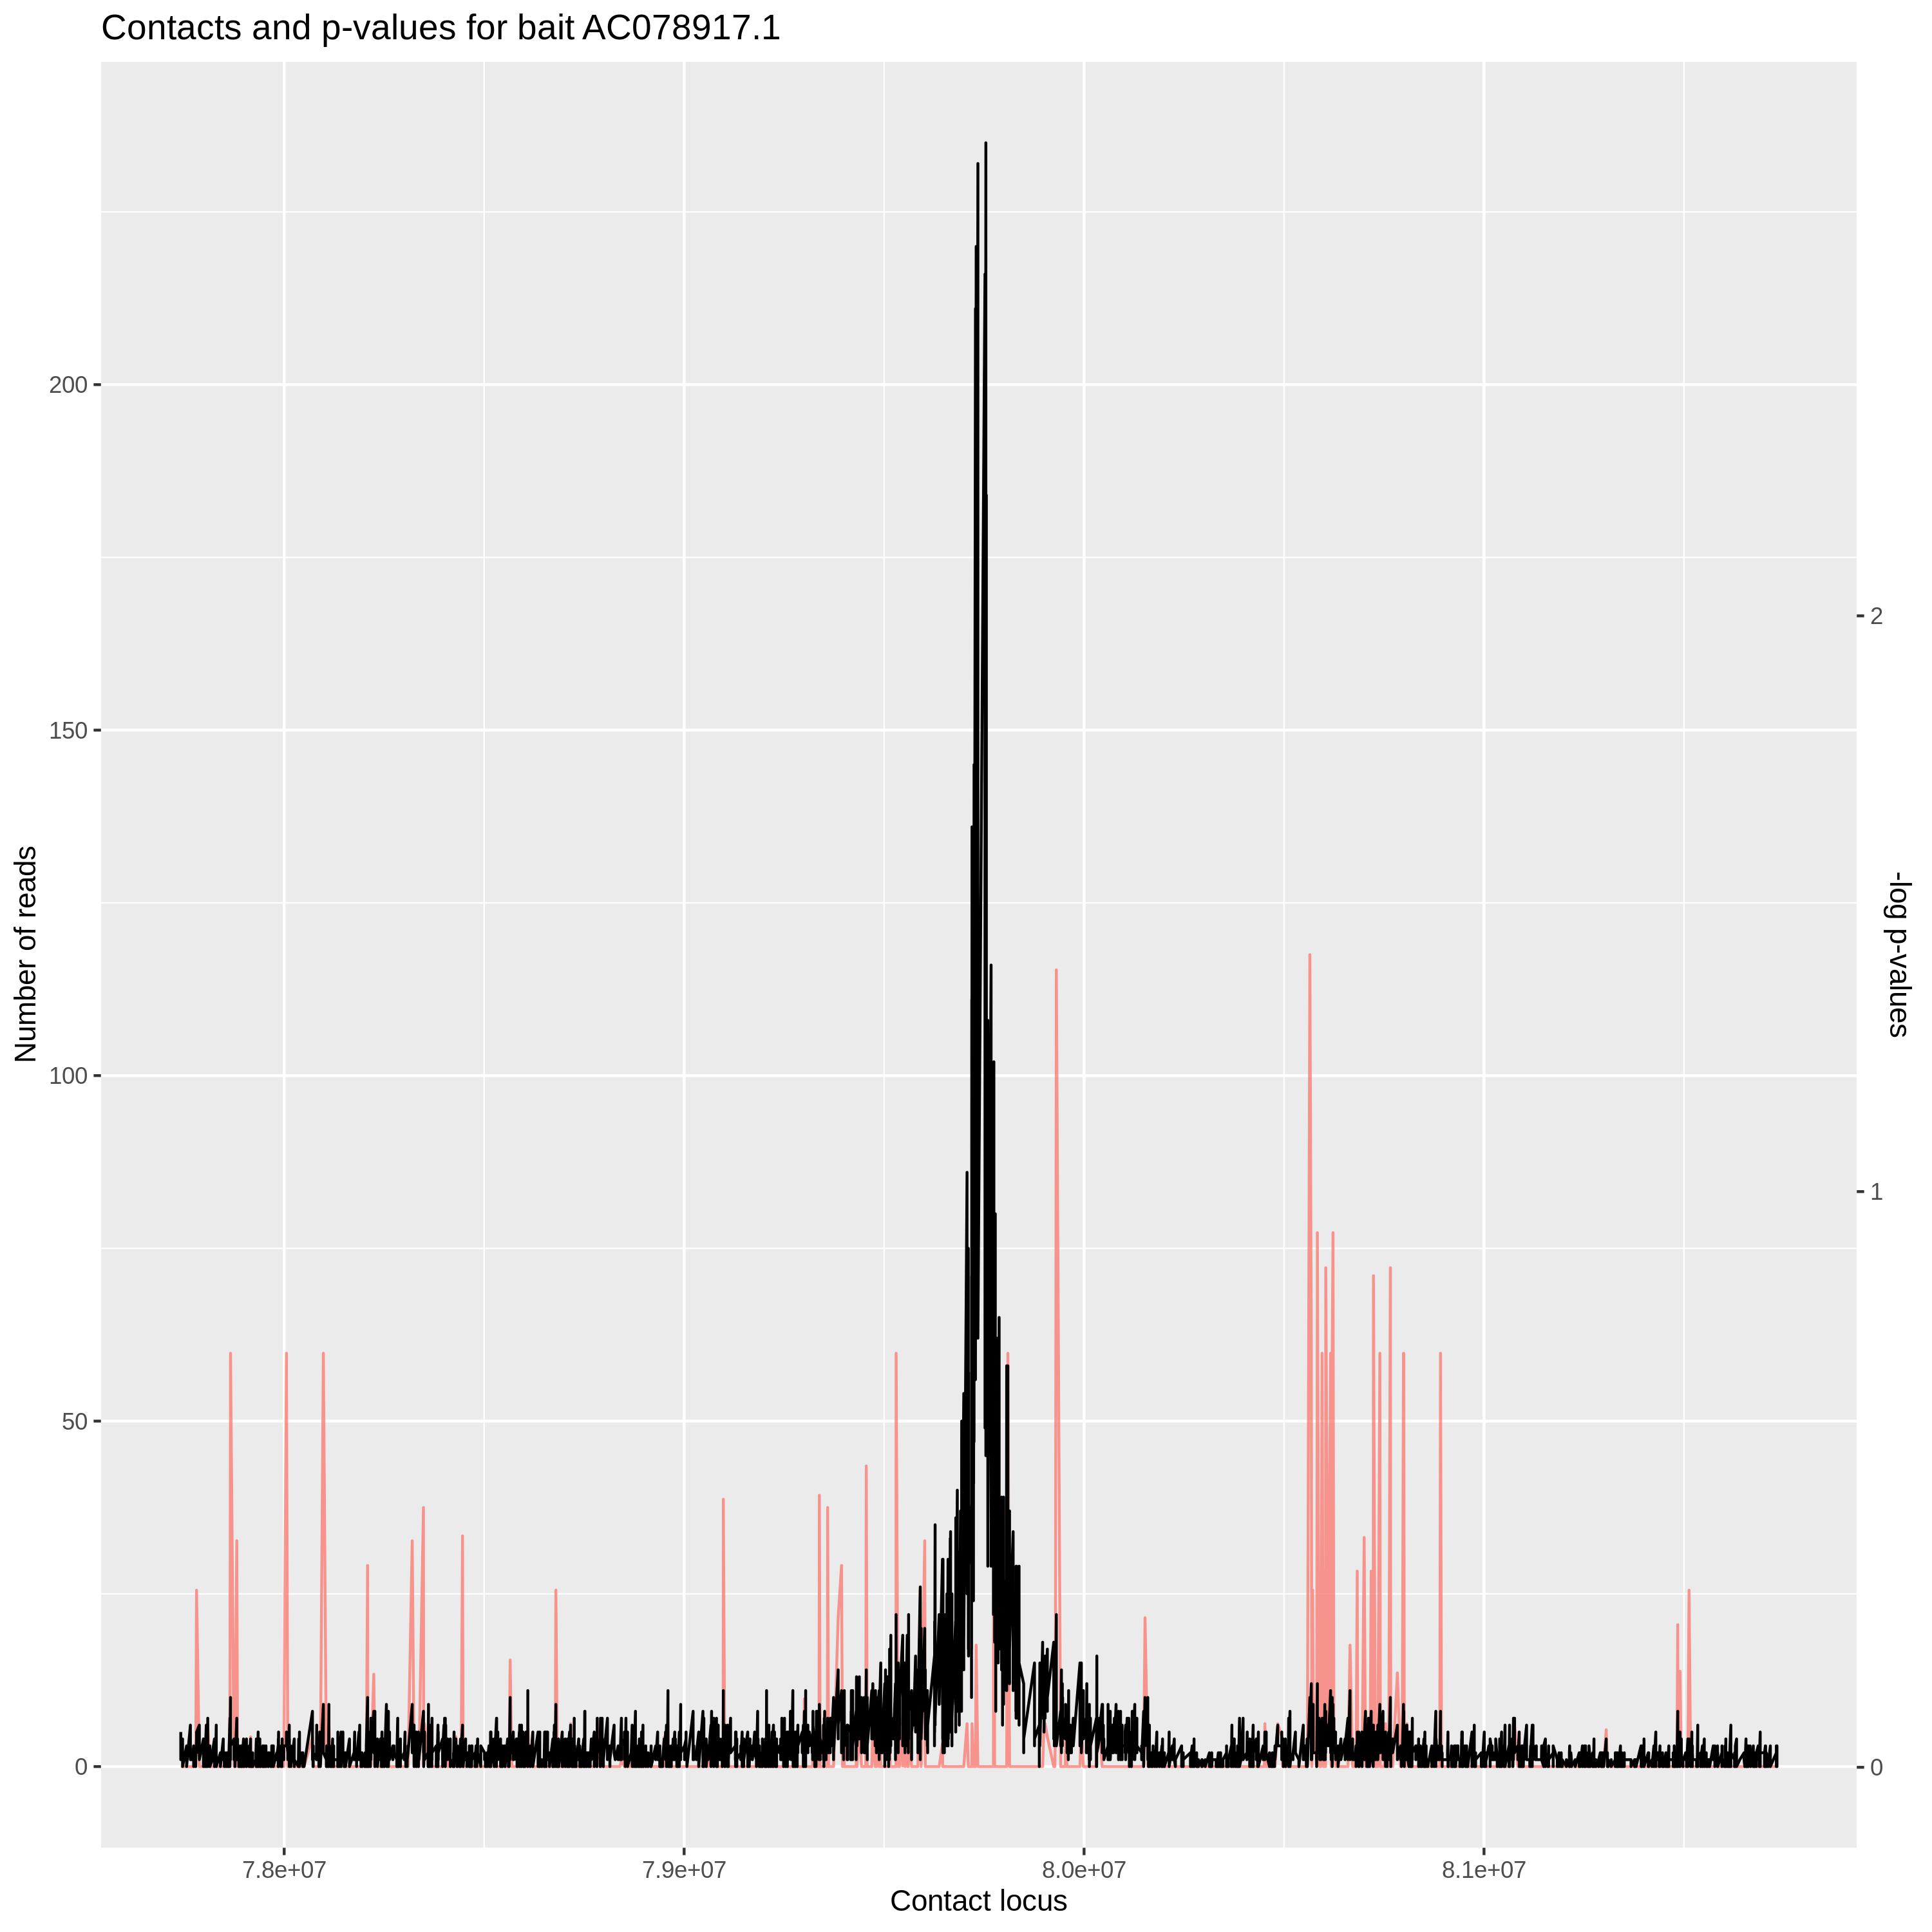 Contacts and p-values for bait AC078917.1
Number of reads
200
150
100
50
0
2
1
0
-log p-values
7.8e+07
7.9e+07
8.0e+07
8.1e+07
Contact locus